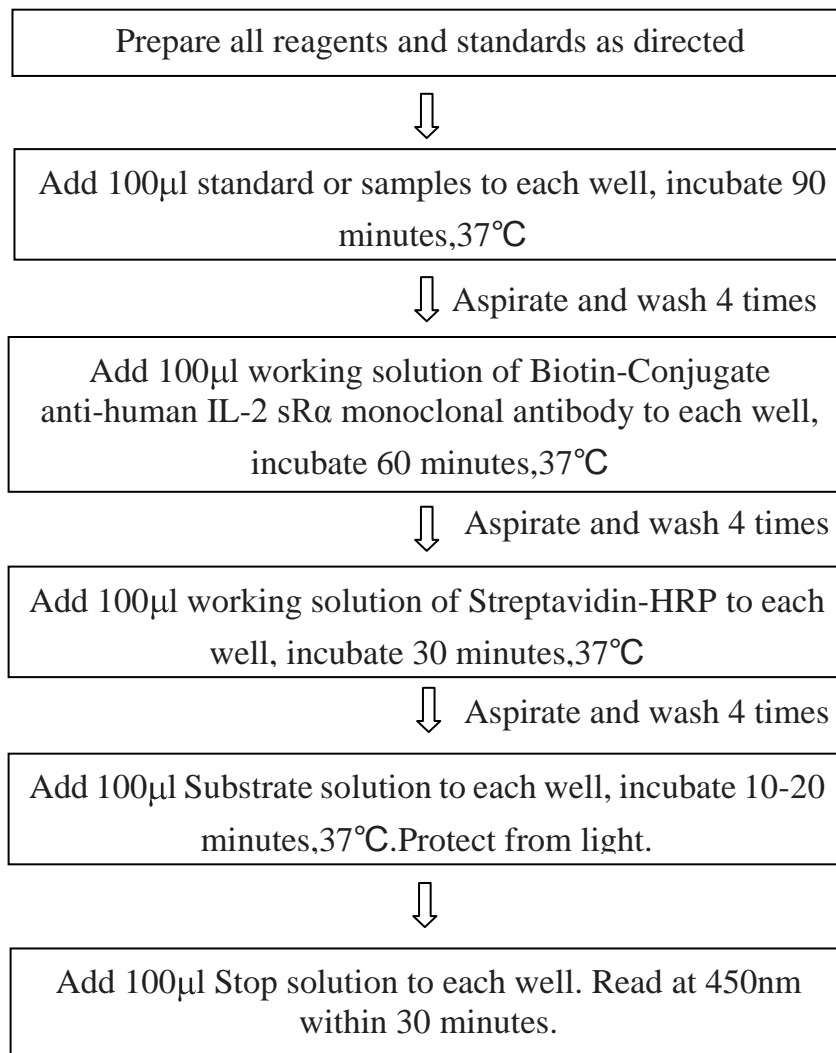 Prepare all reagents and standards as directed
Add 100μl standard or samples to each well, incubate 90
minutes,37℃
Aspirate and wash 4 times
Add 100μl working solution of Biotin-Conjugate
anti-human IL-2 sRα monoclonal antibody to each well,
incubate 60 minutes,37℃
Aspirate and wash 4 times
Add 100μl working solution of Streptavidin-HRP to each
well, incubate 30 minutes,37℃
Aspirate and wash 4 times
Add 100μl Substrate solution to each well, incubate 10-20
minutes,37℃.Protect from light.
Add 100μl Stop solution to each well. Read at 450nm
within 30 minutes.